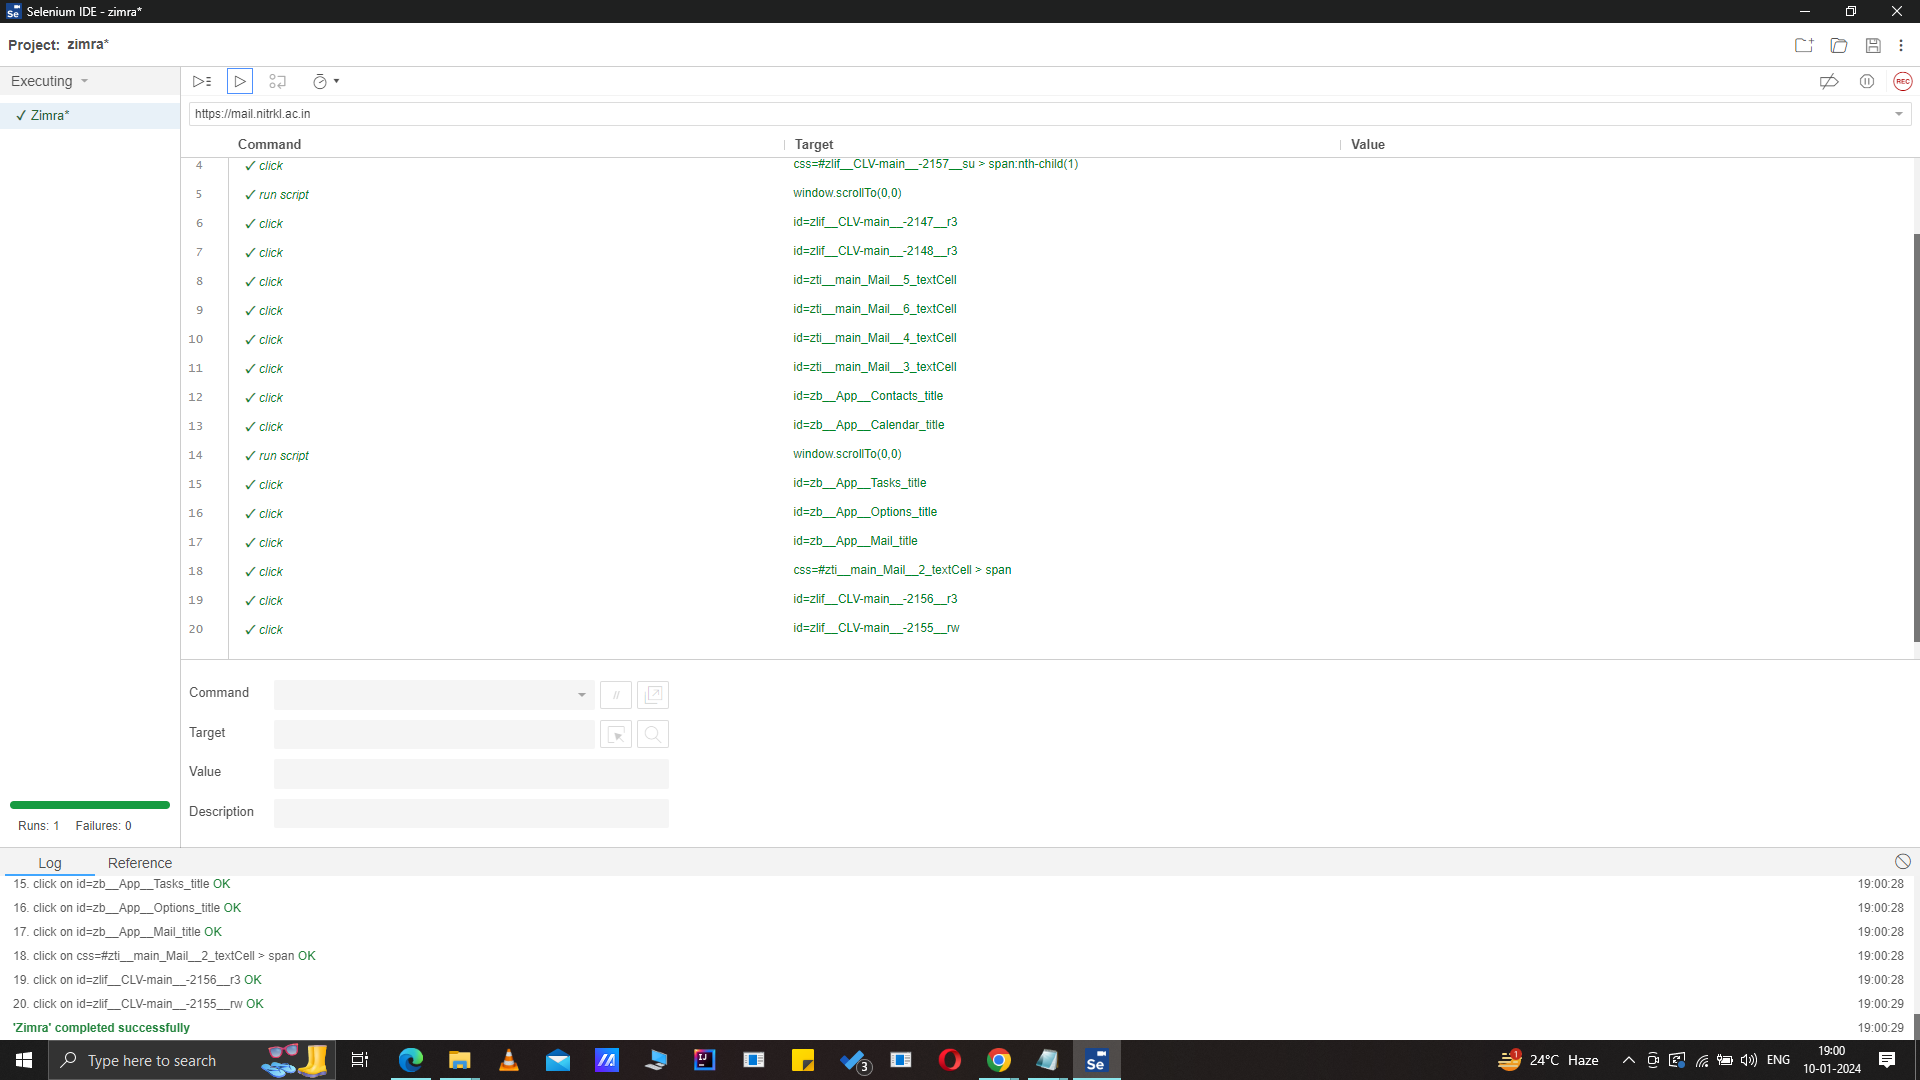 Selenium IDE - zimra*
Project: zimra*
Executing
✓ Zimra*
https://mail.nitrkl.ac.in
Command Target Value
4 ✓ click css=#zlif__CLV-main__-2157__su > span:nth-child(1)
5 ✓ run script window.scrollTo(0,0)
6 ✓ click id=zlif__CLV-main__-2147__r3
7 ✓ click id=zlif__CLV-main__-2148__r3
8 ✓ click id=zti__main_Mail__5_textCell
9 ✓ click id=zti__main_Mail__6_textCell
10 ✓ click id=zti__main_Mail__4_textCell
11 ✓ click id=zti__main_Mail__3_textCell
12 ✓ click id=zb__App__Contacts_title
13 ✓ click id=zb__App__Calendar_title
14 ✓ run script window.scrollTo(0,0)
15 ✓ click id=zb__App__Tasks_title
16 ✓ click id=zb__App__Options_title
17 ✓ click id=zb__App__Mail_title
18 ✓ click css=#zti__main_Mail__2_textCell > span
19 ✓ click id=zlif__CLV-main__-2156__r3
20 ✓ click id=zlif__CLV-main__-2155__rw
Command //
Target
Value
Description
Runs: 1 Failures: 0
REC
Log Reference
15. click on id=zb__App__Tasks_title OK 19:00:28
16. click on id=zb__App__Options_title OK 19:00:28
17. click on id=zb__App__Mail_title OK 19:00:28
18. click on css=#zti__main_Mail__2_textCell > span OK 19:00:28
19. click on id=zlif__CLV-main__-2156__r3 OK 19:00:28
20. click on id=zlif__CLV-main__-2155__rw OK 19:00:29
'Zimra' completed successfully 19:00:29
Type here to search
IJ
3
Se
1
24°C Haze
ENG
19:00
10-01-2024